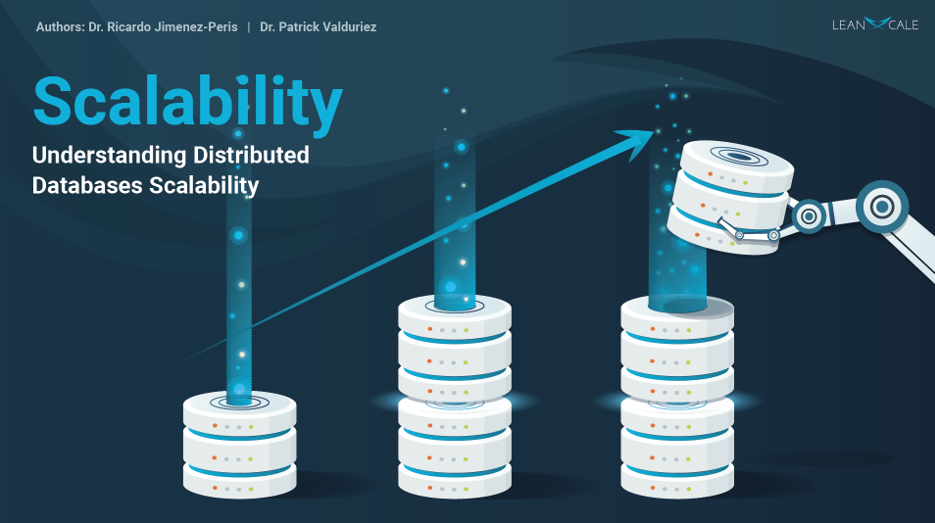 Authors: Dr. Ricardo Jimenez-Peris | Dr. Patrick Valduriez
LEANXCALE
Scalability
Understanding Distributed
Databases Scalability